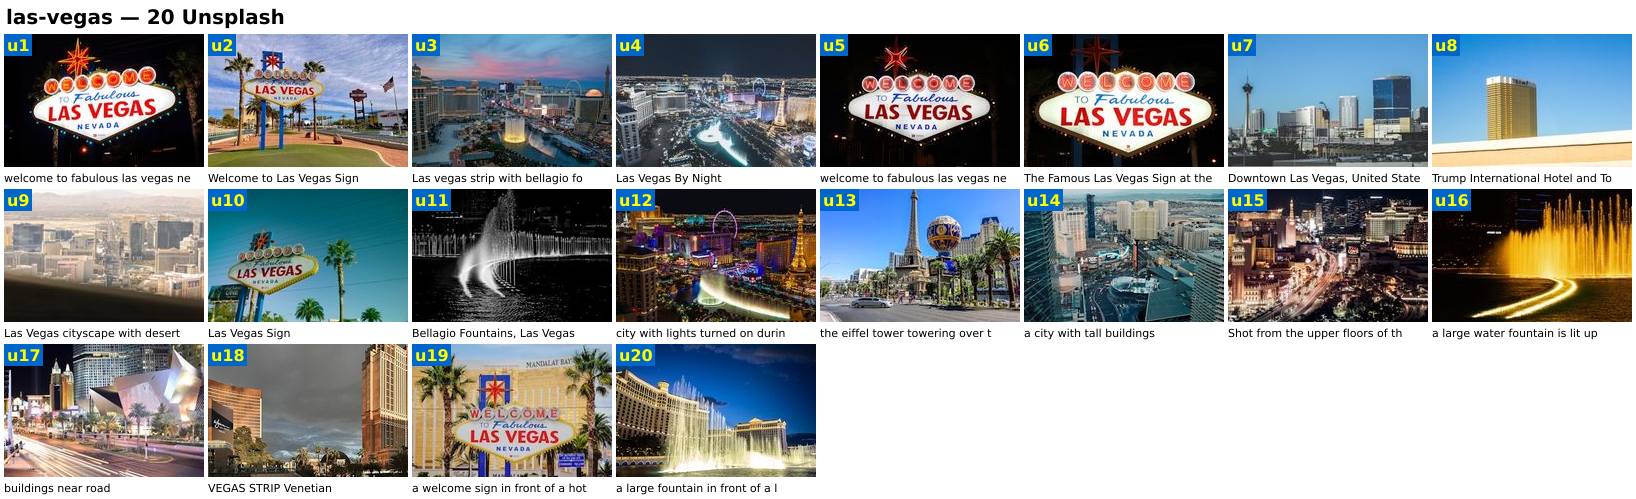 las-vegas — 20 Unsplash
u1
WELCOME
TO Fabulous
LAS VEGAS
NEVADA
welcome to fabulous las vegas ne
u2
WELCOME
TO Fabulous
LAS VEGAS
NEVADA
Welcome to Las Vegas Sign
u3
Las vegas strip with bellagio fo
u4
Las Vegas By Night
u5
WELCOME
TO Fabulous
LAS VEGAS
NEVADA
welcome to fabulous las vegas ne
u6
WELCOME
TO Fabulous
LAS VEGAS
NEVADA
The Famous Las Vegas Sign at the
u7
Downtown Las Vegas, United State
u8
Trump International Hotel and To
u9
Las Vegas cityscape with desert
u10
WELCOME
Fabulous
LAS VEGAS
NEVADA
Las Vegas Sign
u11
Bellagio Fountains, Las Vegas
u12
city with lights turned on durin
u13
the eiffel tower towering over t
u14
a city with tall buildings
u15
Shot from the upper floors of th
u16
a large water fountain is lit up
u17
buildings near road
u18
VEGAS STRIP Venetian
u19
MANDALAY BAY
WELCOME
TO Fabulous
LAS VEGAS
NEVADA
a welcome sign in front of a hot
u20
a large fountain in front of a l